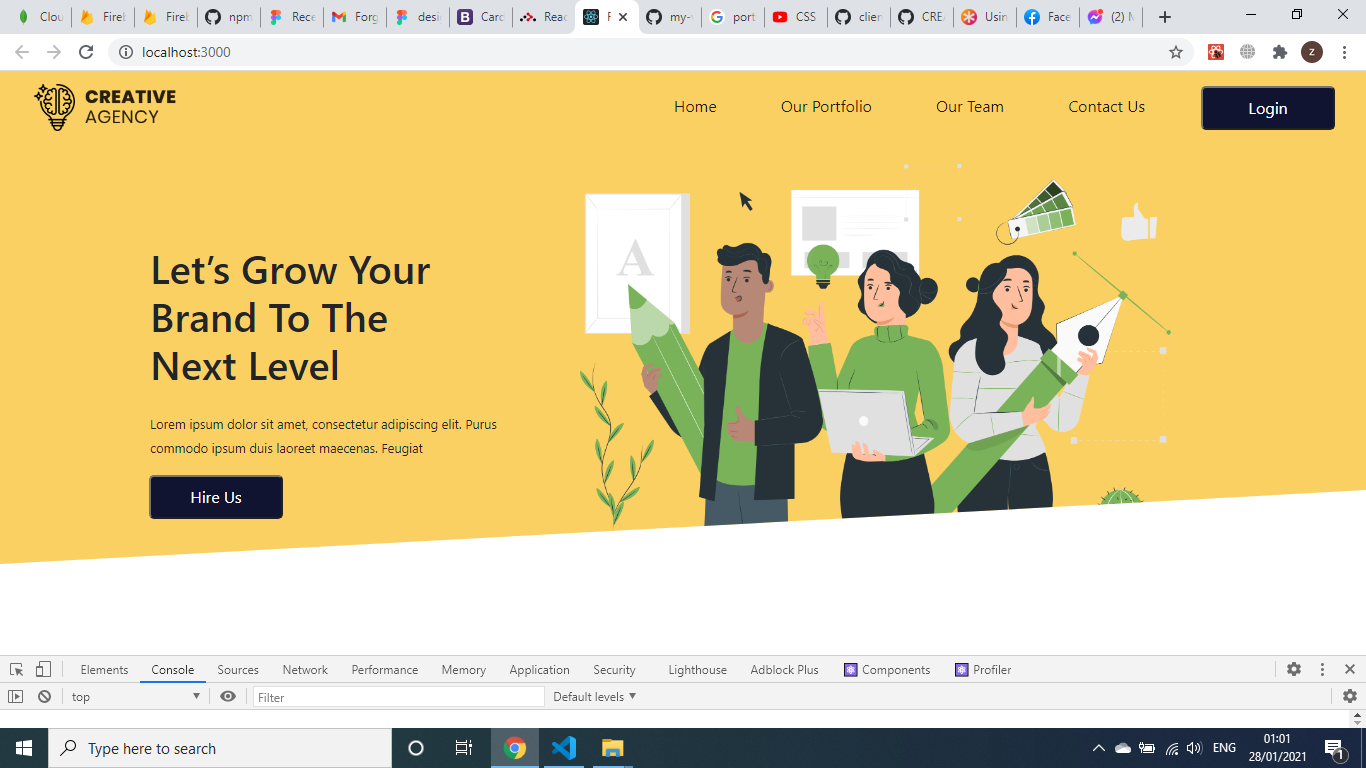 Clou
Fireb
Fireb
npm
Rece
Forg
desig
Card
Reac
my-
port
CSS
clien
CREA
Usin
Face
(2) M
localhost:3000
Z
CREATIVE
AGENCY
Home
Our Portfolio
Our Team
Contact Us
Login
A
Let's Grow Your
Brand To The
Next Level
Lorem ipsum dolor sit amet, consectetur adipiscing elit. Purus
commodo ipsum duis laoreet maecenas. Feugiat
Hire Us
Elements
Console
Sources
Network
Performance
Memory
Application
Security
Lighthouse
Adblock Plus
Components
Profiler
top
Filter
Default levels
Type here to search
ENG
01:01
28/01/2021
1